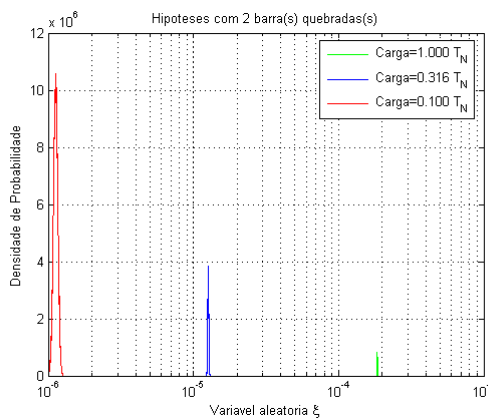 Hipoteses com 2 barra(s) quebradas(s)
x 10^6
12
10
8
6
4
2
0
Densidade de Probabilidade
Carga=1.000 T_N
Carga=0.316 T_N
Carga=0.100 T_N
10^-6
10^-5
10^-4
Variavel aleatoria ξ